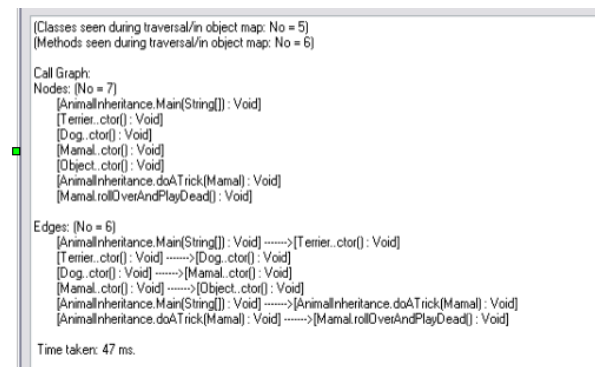 (Classes seen during traversal/in object map: No = 5)
(Methods seen during traversal/in object map: No = 6)
Call Graph:
Nodes: (No = 7)
[AnimalInheritance.Main(String[]) : Void]
[Terrier..ctor() : Void]
[Dog..ctor() : Void]
[Mamal..ctor() : Void]
[Object..ctor() : Void]
[AnimalInheritance.doATrick(Mamal) : Void]
[Mamal.rollOverAndPlayDead() : Void]
Edges: (No = 6)
[AnimalInheritance.Main(String[]) : Void] ------->[Terrier..ctor() : Void]
[Terrier..ctor() : Void] ------->[Dog..ctor() : Void]
[Dog..ctor() : Void] ------->[Mamal..ctor() : Void]
[Mamal..ctor() : Void] ------->[Object..ctor() : Void]
[AnimalInheritance.Main(String[]) : Void] ------->[AnimalInheritance.doATrick(Mamal) : Void]
[AnimalInheritance.doATrick(Mamal) : Void] ------->[Mamal.rollOverAndPlayDead() : Void]
Time taken: 47 ms.